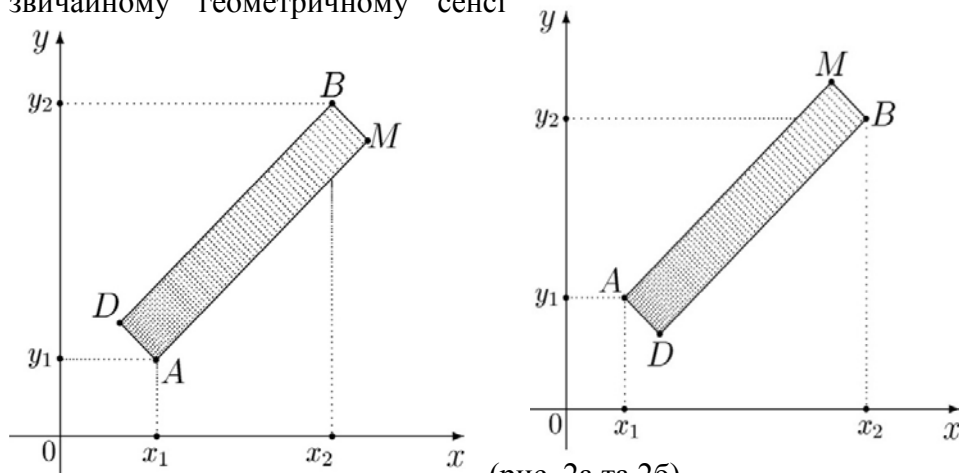 звичайному геометричному сенсі
y
y₂
B
M
D
y₁
A
0
x₁
x₂
x
y
M
y₂
B
A
y₁
D
0
x₁
x₂
x
(рис. 2а та 2б)